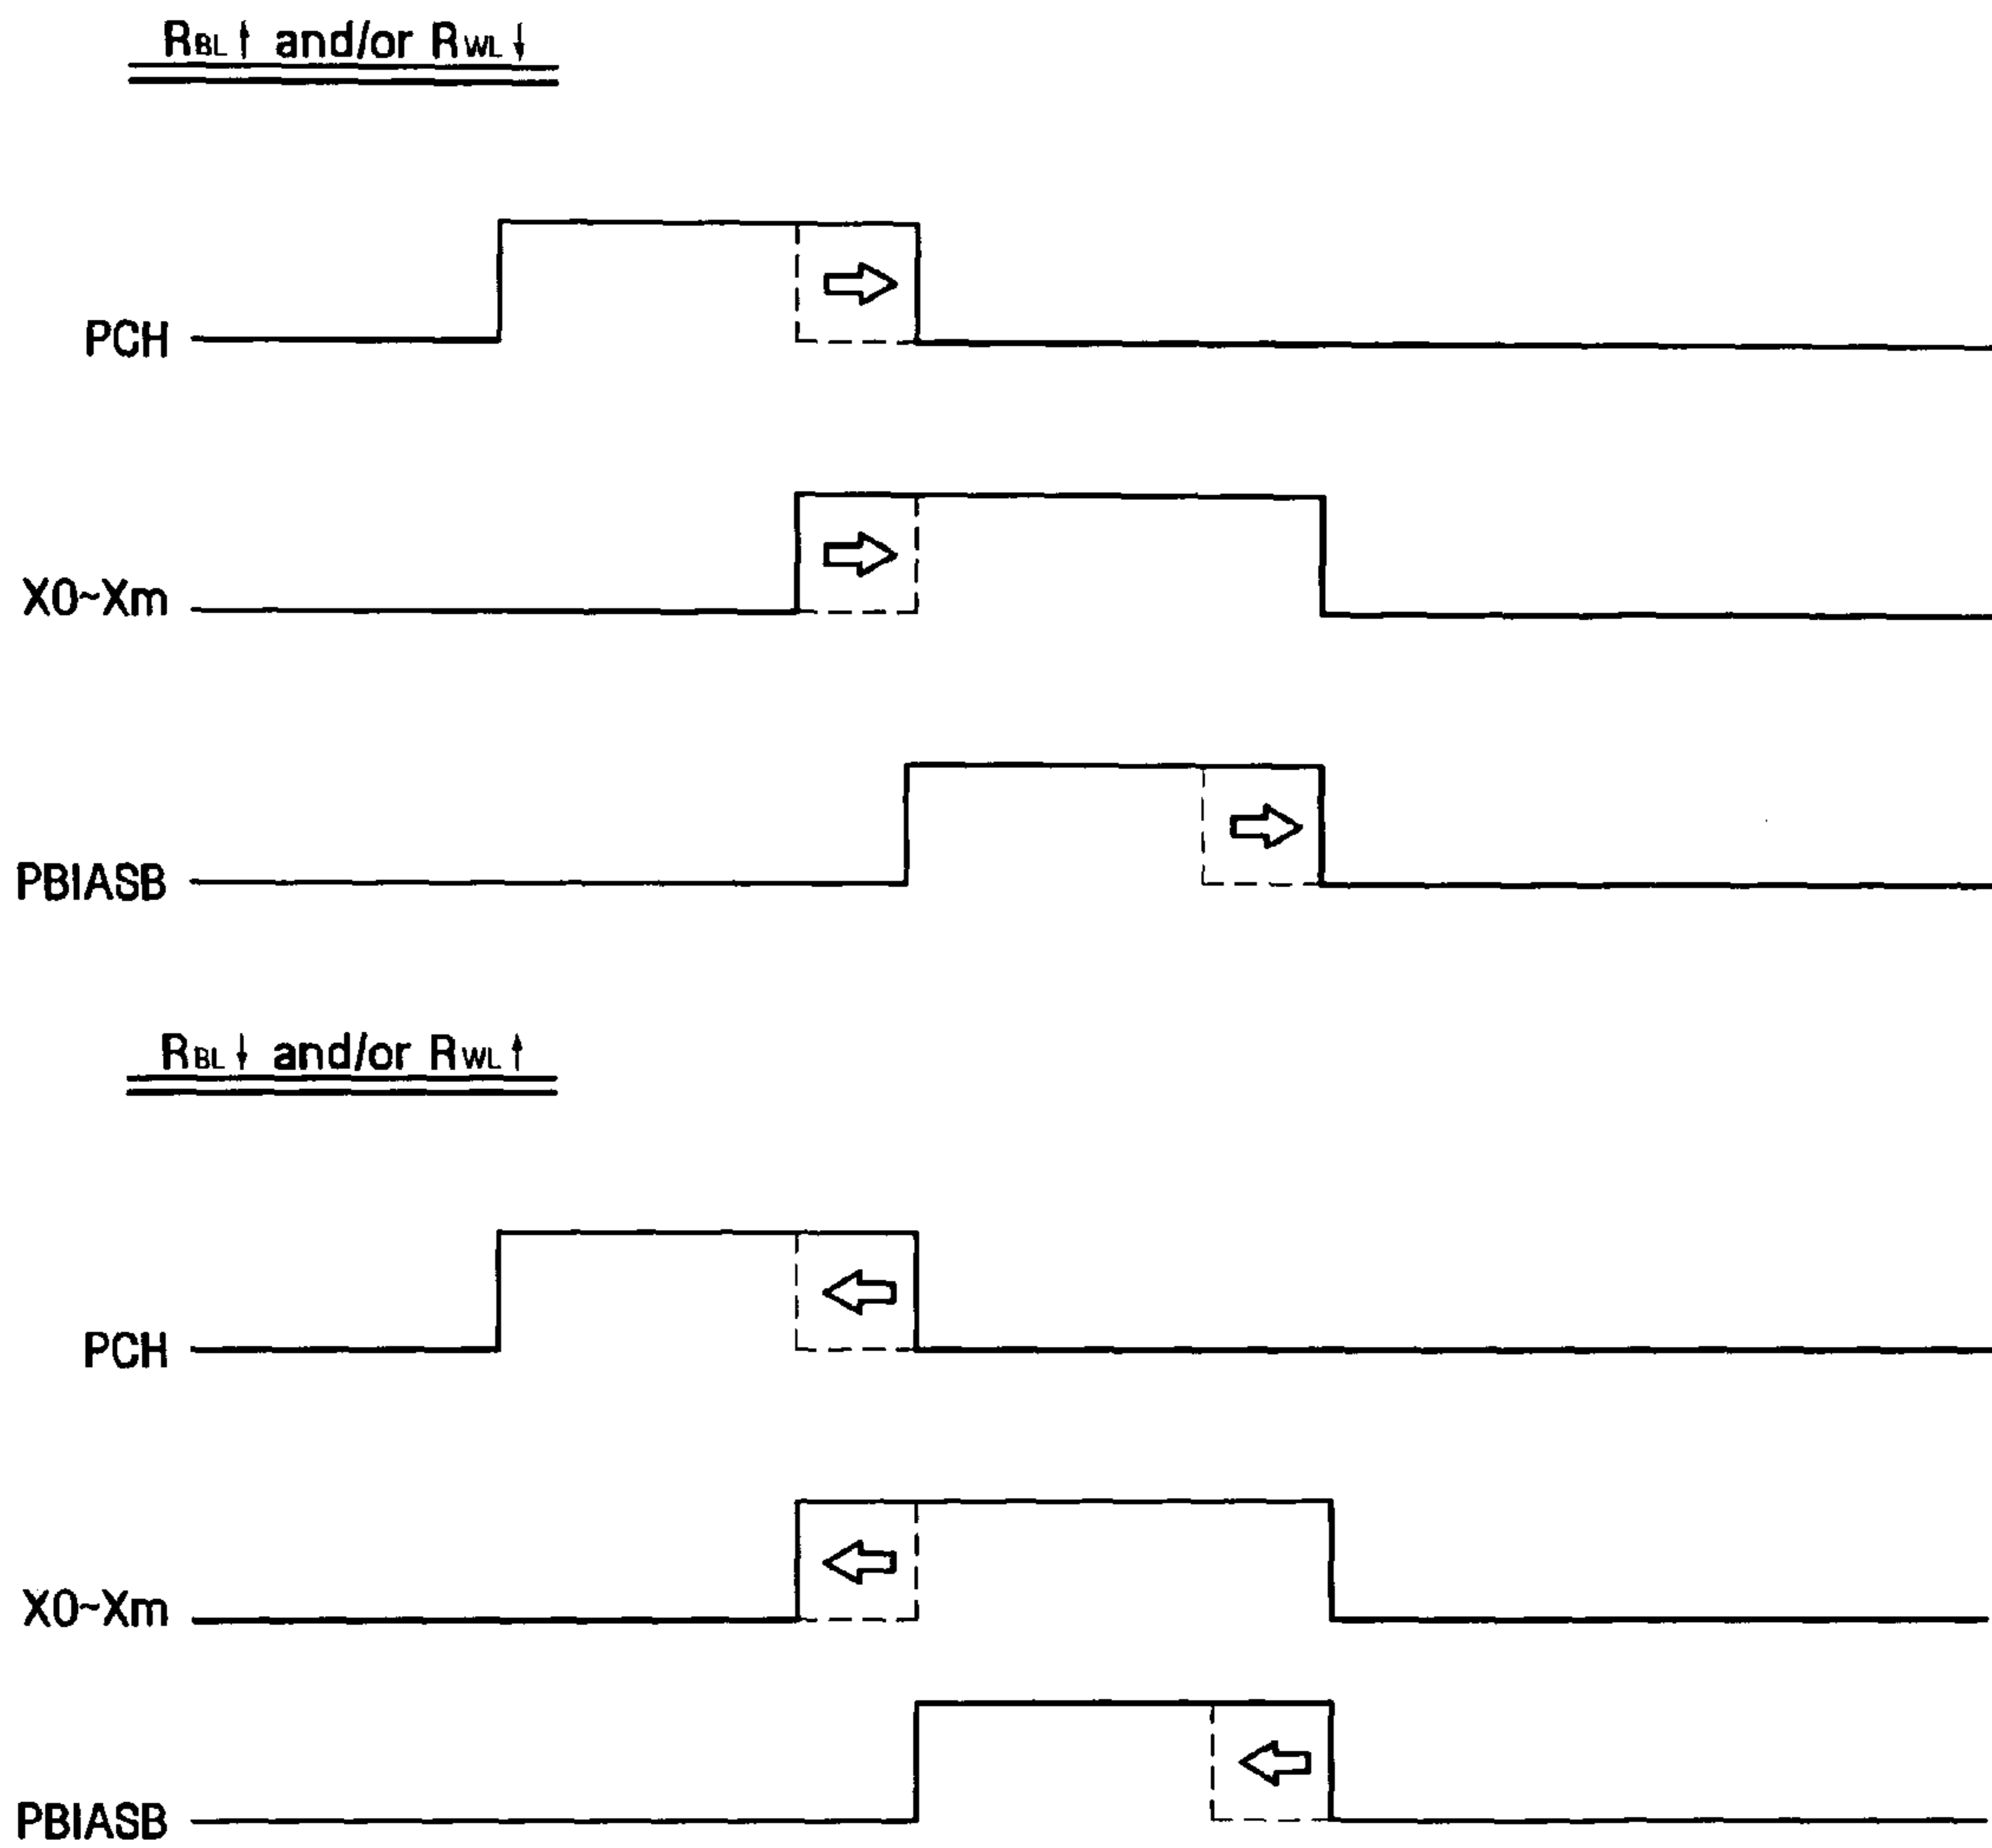 RBL↑ and/or RWL↓
PCH
X0~Xm
PBIASB
RBL↓ and/or RWL↑
PCH
X0~Xm
PBIASB